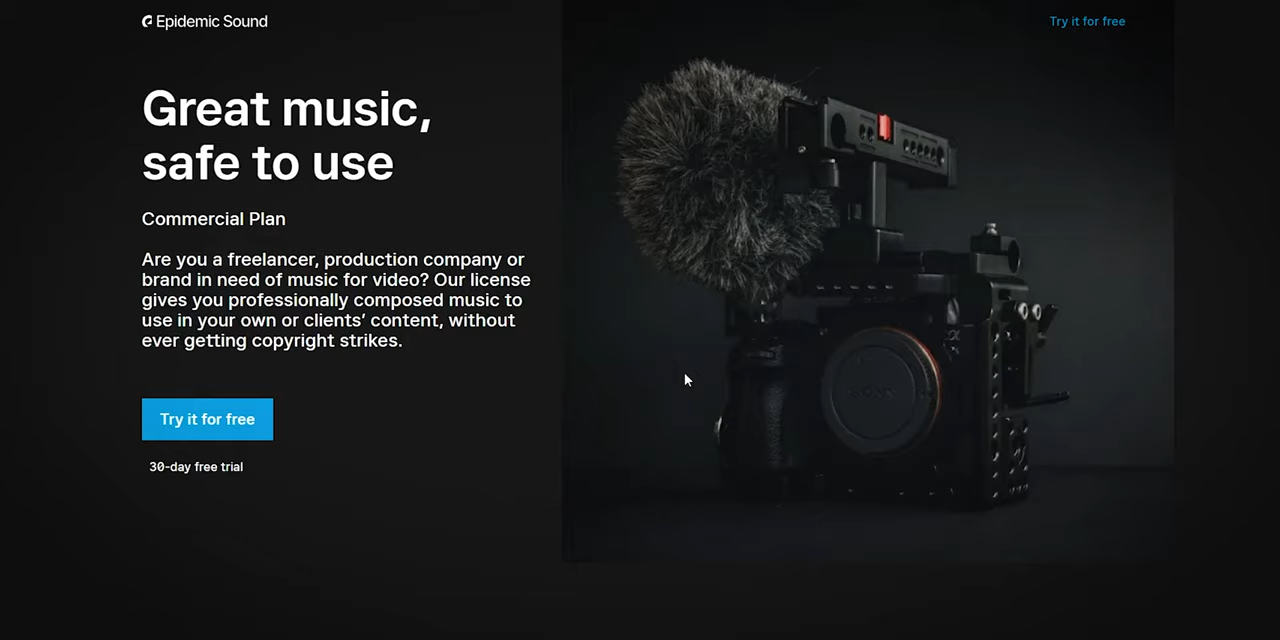 Epidemic Sound
Try it for free
Great music,
safe to use
Commercial Plan
Are you a freelancer, production company or
brand in need of music for video? Our license
gives you professionally composed music to
use in your own or clients' content, without
ever getting copyright strikes.
Try it for free
30-day free trial
SONY